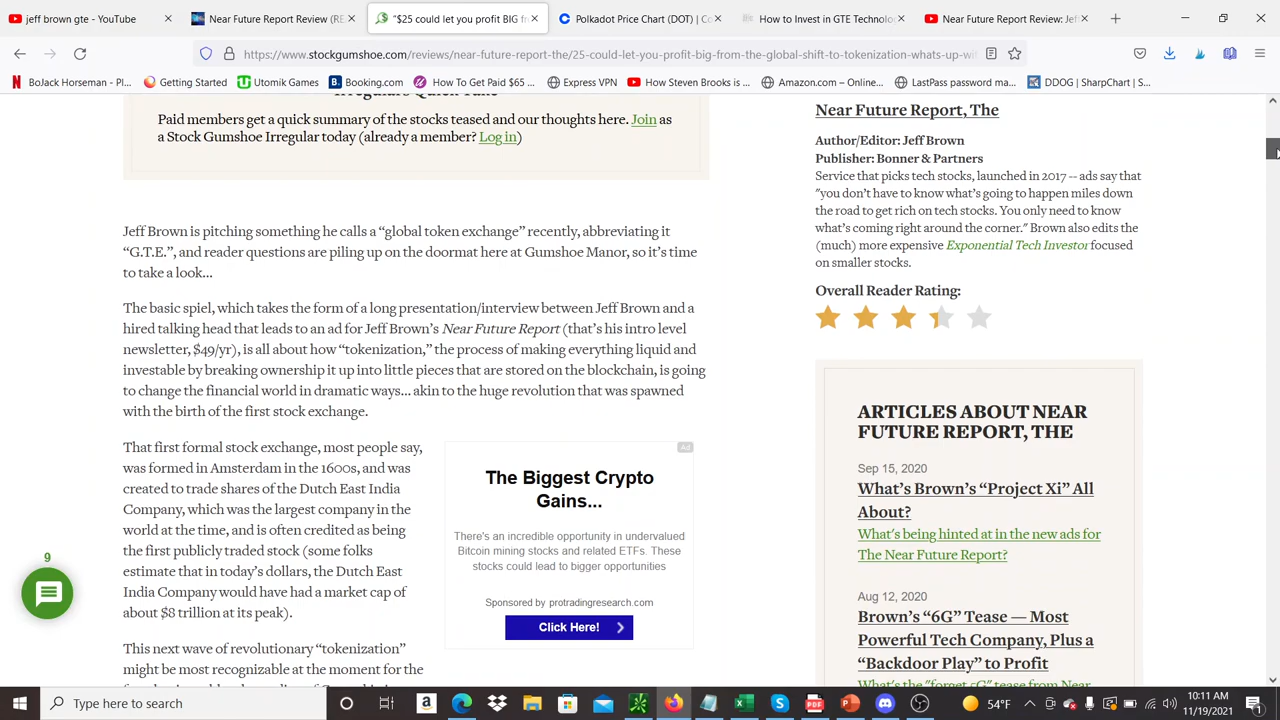 jeff brown gte - YouTube
Near Future Report Review (RE
"$25 could let you profit BIG fr
Polkadot Price Chart (DOT) | Co
How to Invest in GTE Technolo
Near Future Report Review: Jef
https://www.stockgumshoe.com/reviews/near-future-report-the/25-could-let-you-profit-big-from-the-global-shift-to-tokenization-whats-up-wi
BoJack Horseman - Pl...
Getting Started
Utomik Games
Booking.com
How To Get Paid $65 ...
Express VPN
How Steven Brooks is ...
Amazon.com – Online...
LastPass password ma...
DDOG | SharpChart | S...
Paid members get a quick summary of the stocks teased and our thoughts here. Join as
a Stock Gumshoe Irregular today (already a member? Log in)
Jeff Brown is pitching something he calls a “global token exchange” recently, abbreviating it
“G.T.E.”, and reader questions are piling up on the doormat here at Gumshoe Manor, so it’s time
to take a look…
The basic spiel, which takes the form of a long presentation/interview between Jeff Brown and a
hired talking head that leads to an ad for Jeff Brown’s Near Future Report (that’s his intro level
newsletter, $49/yr), is all about how “tokenization,” the process of making everything liquid and
investable by breaking ownership it up into little pieces that are stored on the blockchain, is going
to change the financial world in dramatic ways… akin to the huge revolution that was spawned
with the birth of the first stock exchange.
That first formal stock exchange, most people say,
was formed in Amsterdam in the 1600s, and was
created to trade shares of the Dutch East India
Company, which was the largest company in the
world at the time, and is often credited as being
the first publicly traded stock (some folks
estimate that in today’s dollars, the Dutch East
India Company would have had a market cap of
about $8 trillion at its peak).
This next wave of revolutionary “tokenization”
might be most recognizable at the moment for the
Ad
The Biggest Crypto
Gains...
There's an incredible opportunity in undervalued
Bitcoin mining stocks and related ETFs. These
stocks could lead to bigger opportunities
Sponsored by protradingresearch.com
Click Here!
9
Near Future Report, The
Author/Editor: Jeff Brown
Publisher: Bonner & Partners
Service that picks tech stocks, launched in 2017 -- ads say that
"you don’t have to know what’s going to happen miles down
the road to get rich on tech stocks. You only need to know
what’s coming right around the corner." Brown also edits the
(much) more expensive Exponential Tech Investor focused
on smaller stocks.
Overall Reader Rating:
ARTICLES ABOUT NEAR
FUTURE REPORT, THE
Sep 15, 2020
What’s Brown’s “Project Xi” All
About?
What's being hinted at in the new ads for
The Near Future Report?
Aug 12, 2020
Brown’s “6G” Tease — Most
Powerful Tech Company, Plus a
“Backdoor Play” to Profit
What's the "forget 5G" tease from Near
Type here to search
54°F
10:11 AM
11/19/2021